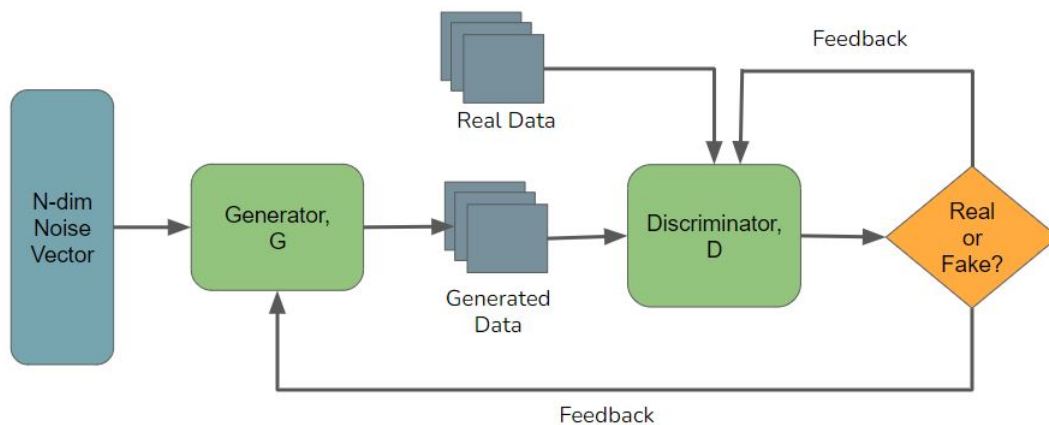 Feedback
Real Data
N-dim
Noise
Vector
Generator,
G
Discriminator,
D
Real
or
Fake?
Generated
Data
Feedback